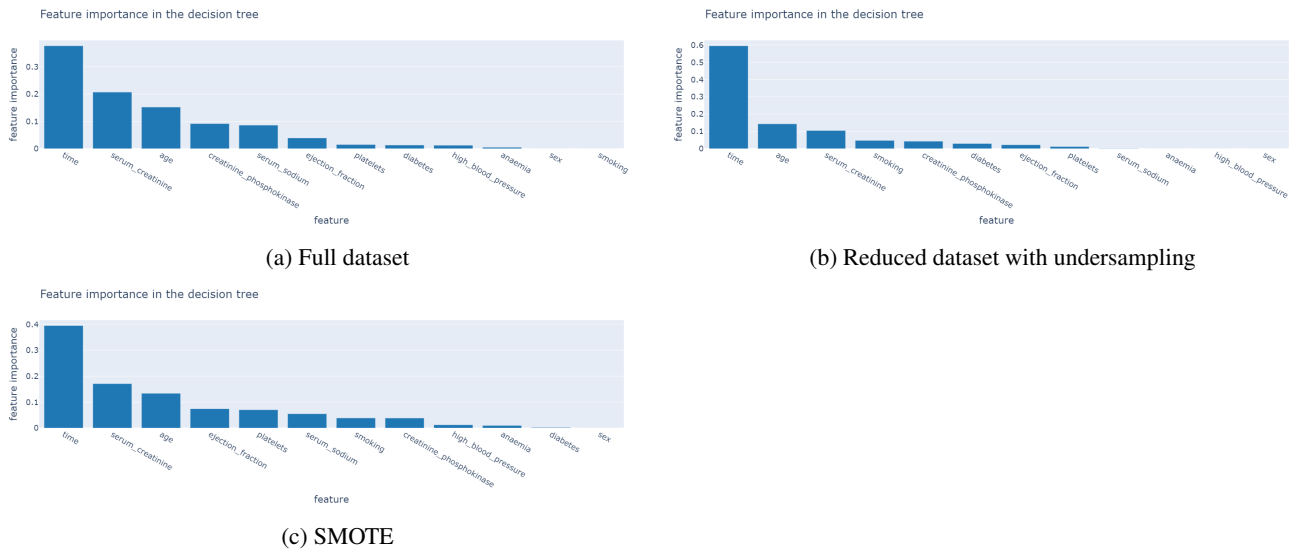 Feature importance in the decision tree
feature importance
0.3
0.2
0.1
0
time
serum_creatinine
age
creatinine_phosphokinase
serum_sodium
ejection_fraction
platelets
diabetes
high_blood_pressure
anaemia
sex
smoking
feature
(a) Full dataset
Feature importance in the decision tree
feature importance
0.6
0.5
0.4
0.3
0.2
0.1
0
time
age
serum_creatinine
smoking
creatinine_phosphokinase
diabetes
ejection_fraction
platelets
serum_sodium
anaemia
high_blood_pressure
sex
feature
(b) Reduced dataset with undersampling
Feature importance in the decision tree
feature importance
0.4
0.3
0.2
0.1
0
time
serum_creatinine
age
ejection_fraction
platelets
serum_sodium
smoking
creatinine_phosphokinase
high_blood_pressure
anaemia
diabetes
sex
feature
(c) SMOTE